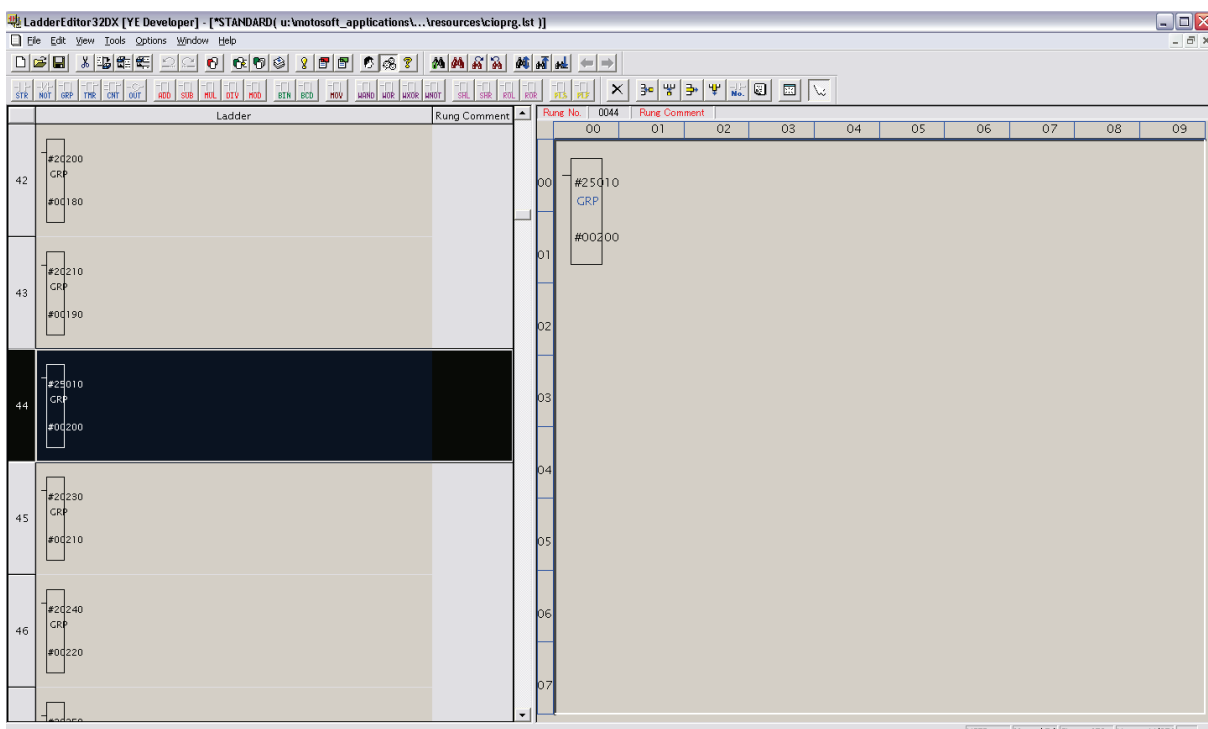 LadderEditor32DX [YE Developer] - [*STANDARD( u:\motosoft_applications\...\resources\cioprg.lst )]
File Edit View Tools Options Window Help
STR NOT GRP TMR CNT OUT ADD SUB MUL DIV MOD BIN BCD MOV WAND WOR WXOR WNOT SHL SHR ROL ROR No.
Ladder Rung Comment
Rung No. 0044 Rung Comment
00 01 02 03 04 05 06 07 08 09
42
#20200
GRP
#00180
43
#20210
GRP
#00190
44
#25010
GRP
#00200
45
#20230
GRP
#00210
46
#20240
GRP
#00220
00
#25010
GRP
#00200
01
02
03
04
05
06
07